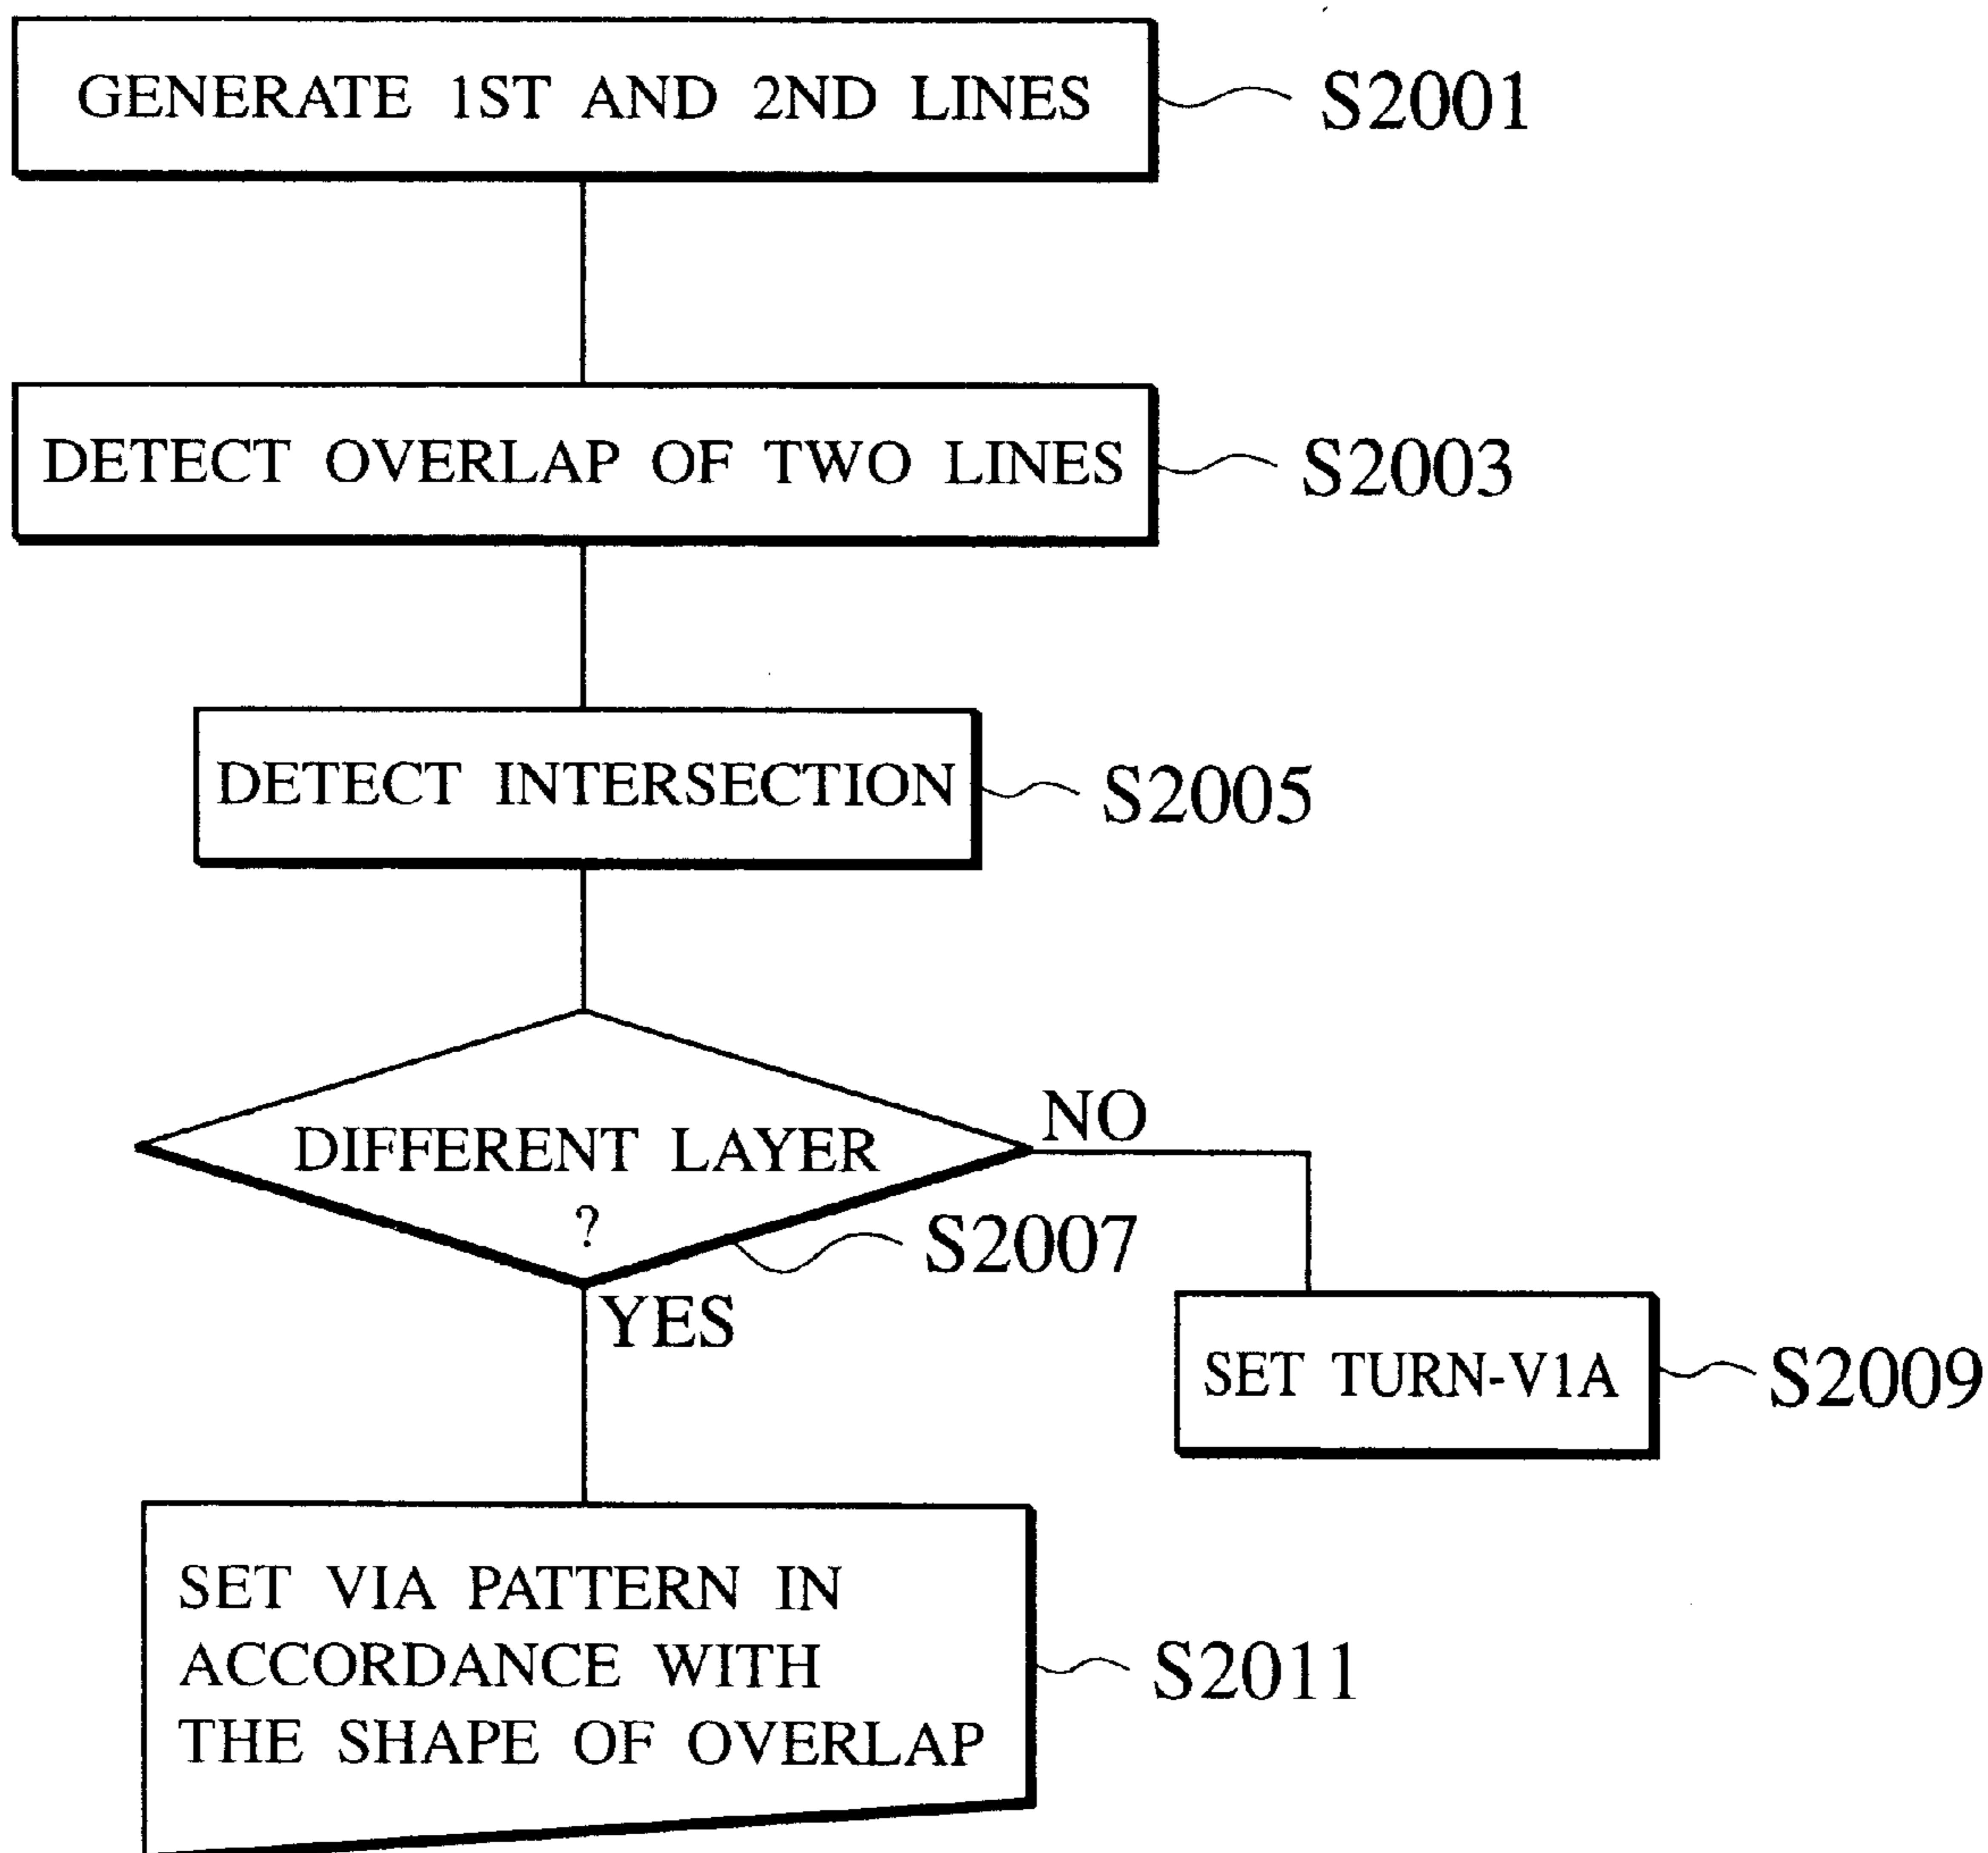 GENERATE 1ST AND 2ND LINES
S2001
DETECT OVERLAP OF TWO LINES
S2003
DETECT INTERSECTION
S2005
DIFFERENT LAYER
?
NO
S2007
YES
SET TURN-V1A
S2009
SET VIA PATTERN IN
ACCORDANCE WITH
THE SHAPE OF OVERLAP
S2011